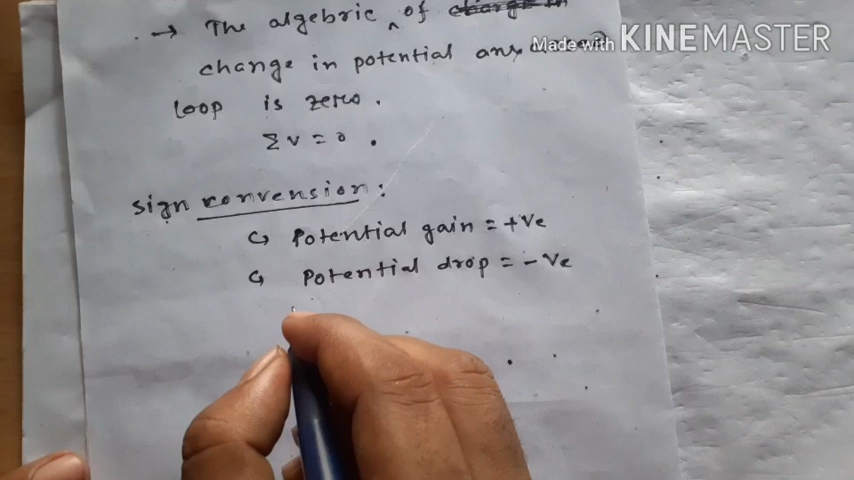 → The algebric ^ of
Made with KINEMASTER
change in potential any
loop is zero.
Σv = 0.
Sign convension:
↪ Potential gain = +ve
↪ Potential drop = -ve